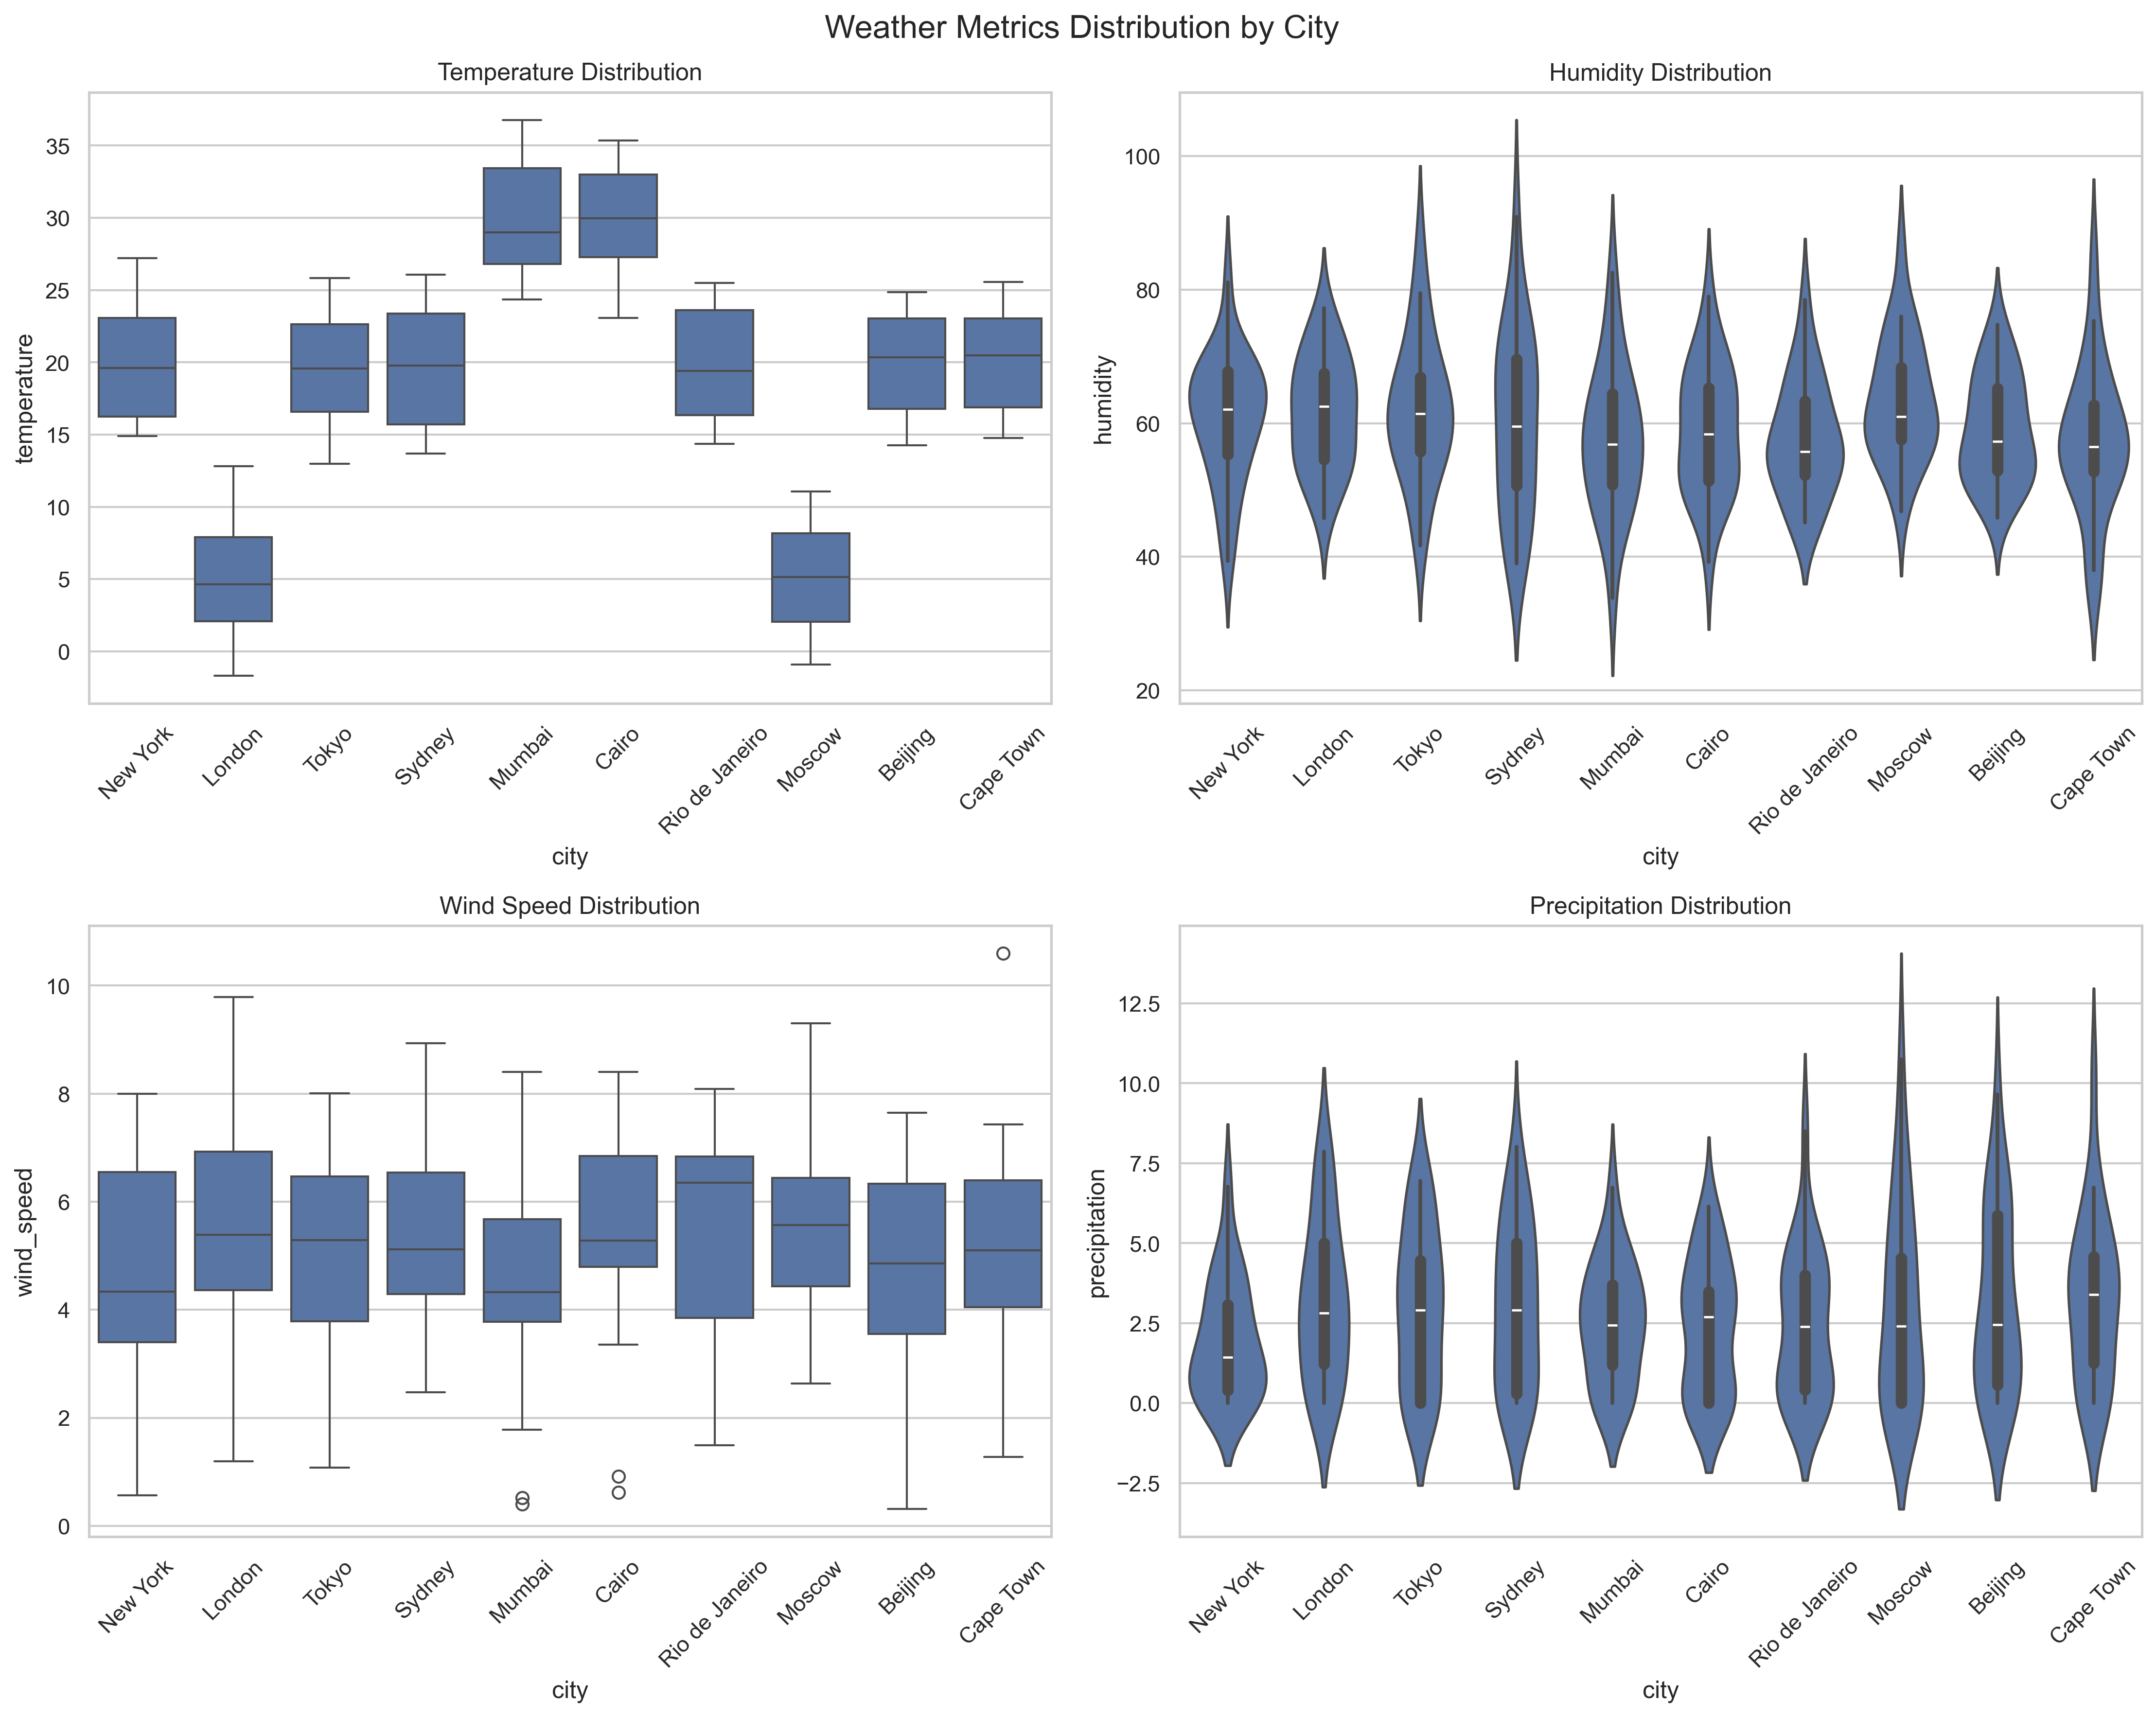 Weather Metrics Distribution by City
Temperature Distribution
temperature
35
30
25
20
15
10
5
0
New York
London
Tokyo
Sydney
Mumbai
Cairo
Rio de Janeiro
Moscow
Beijing
Cape Town
city
Humidity Distribution
humidity
100
80
60
40
20
New York
London
Tokyo
Sydney
Mumbai
Cairo
Rio de Janeiro
Moscow
Beijing
Cape Town
city
Wind Speed Distribution
wind_speed
10
8
6
4
2
0
New York
London
Tokyo
Sydney
Mumbai
Cairo
Rio de Janeiro
Moscow
Beijing
Cape Town
city
Precipitation Distribution
precipitation
12.5
10.0
7.5
5.0
2.5
0.0
−2.5
New York
London
Tokyo
Sydney
Mumbai
Cairo
Rio de Janeiro
Moscow
Beijing
Cape Town
city